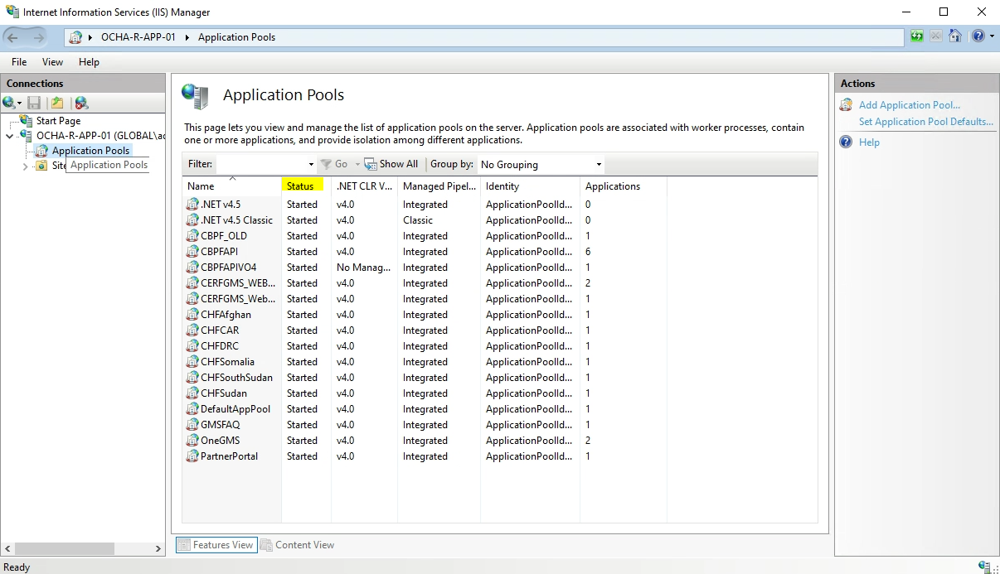 Internet Information Services (IIS) Manager
OCHA-R-APP-01 Application Pools
File View Help
Connections
Start Page
OCHA-R-APP-01 (GLOBAL\ac
Application Pools
Site
Application Pools
Application Pools
This page lets you view and manage the list of application pools on the server. Application pools are associated with worker processes, contain
one or more applications, and provide isolation among different applications.
Filter: Go Show All Group by: No Grouping
Name Status .NET CLR V... Managed Pipel... Identity Applications
.NET v4.5 Started v4.0 Integrated ApplicationPoolId... 0
.NET v4.5 Classic Started v4.0 Classic ApplicationPoolId... 0
CBPF_OLD Started v4.0 Integrated ApplicationPoolId... 1
CBPFAPI Started v4.0 Integrated ApplicationPoolId... 6
CBPFAPIVO4 Started No Manag... Integrated ApplicationPoolId... 1
CERFGMS_WEB... Started v4.0 Integrated ApplicationPoolId... 2
CERFGMS_Web... Started v4.0 Integrated ApplicationPoolId... 1
CHFAfghan Started v4.0 Integrated ApplicationPoolId... 1
CHFCAR Started v4.0 Integrated ApplicationPoolId... 1
CHFDRC Started v4.0 Integrated ApplicationPoolId... 1
CHFSomalia Started v4.0 Integrated ApplicationPoolId... 1
CHFSouthSudan Started v4.0 Integrated ApplicationPoolId... 1
CHFSudan Started v4.0 Integrated ApplicationPoolId... 1
DefaultAppPool Started v4.0 Integrated ApplicationPoolId... 1
GMSFAQ Started v4.0 Integrated ApplicationPoolId... 1
OneGMS Started v4.0 Integrated ApplicationPoolId... 2
PartnerPortal Started v4.0 Integrated ApplicationPoolId... 1
Features View Content View
Actions
Add Application Pool...
Set Application Pool Defaults...
Help
Ready